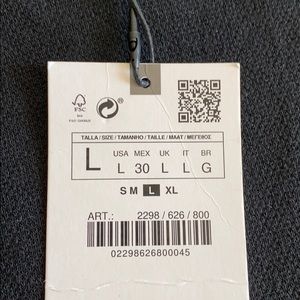 FSC
TALLA / SIZE / TAMANHO / TAILLE / MAAT / ΜΕΓΕΘΟΣ
L
USA MEX UK IT BR
L 30 L L G
S M L XL
ART.: 2298 / 626 / 800
02298626800045